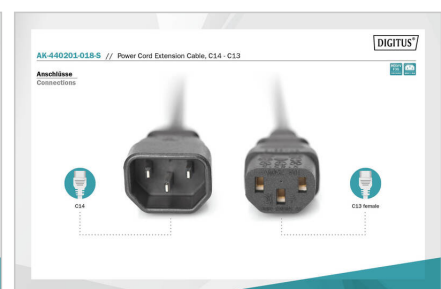 DIGITUS®
AK-440201-018-S // Power Cord Extension Cable, C14 - C13
Anschlüsse
Connections
C14
C13 female